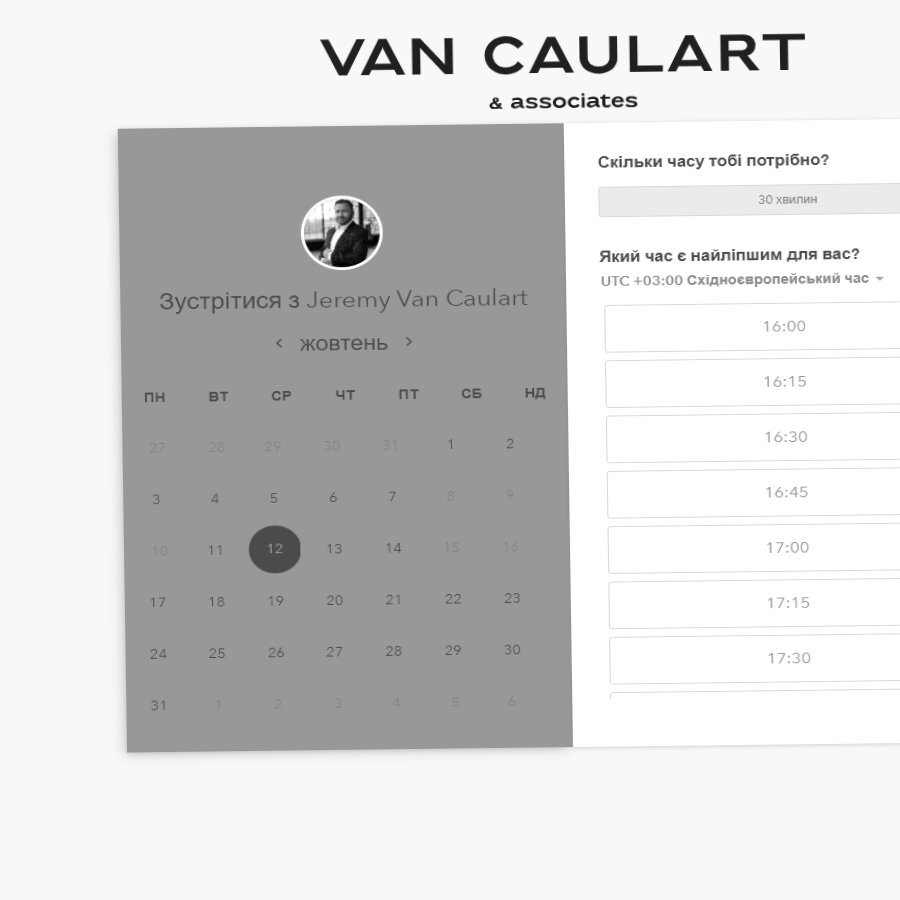 VAN CAULART
& associates
Зустрітися з Jeremy Van Caulart
‹ жовтень ›
ПН ВТ СР ЧТ ПТ СБ НД
27 28 29 30 31 1 2
3 4 5 6 7 8 9
10 11 12 13 14 15 16
17 18 19 20 21 22 23
24 25 26 27 28 29 30
31 1 2 3 4 5 6
Скільки часу тобі потрібно?
30 хвилин
Який час є найліпшим для вас?
UTC +03:00 Східноєвропейський час
16:00
16:15
16:30
16:45
17:00
17:15
17:30